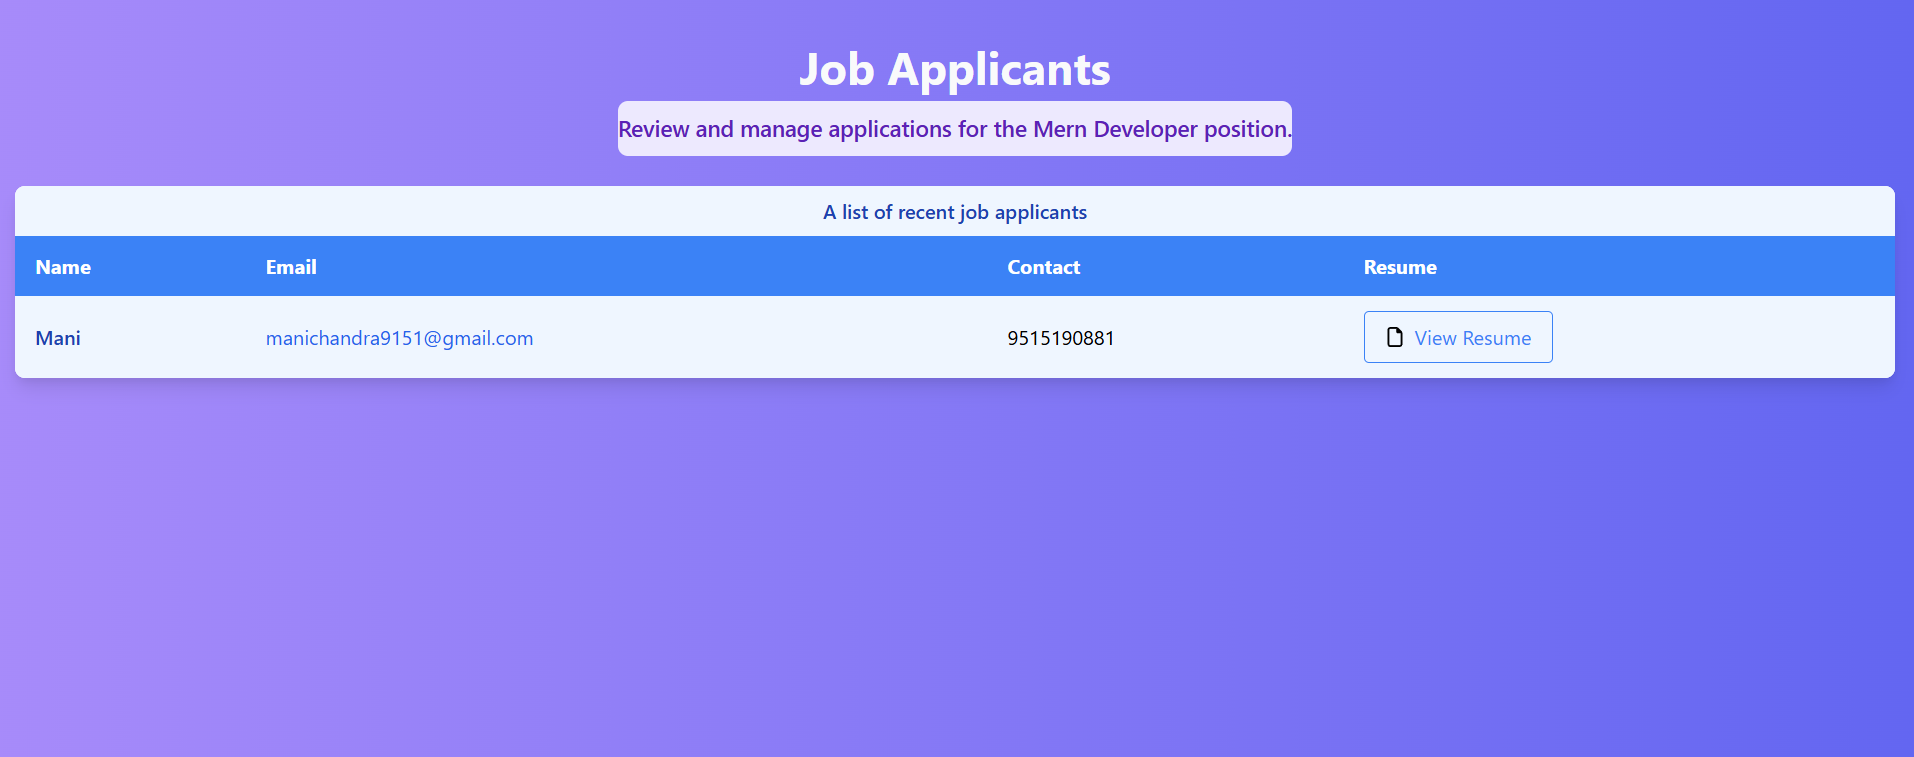 Job Applicants
Review and manage applications for the Mern Developer position.
A list of recent job applicants
Name Email Contact Resume
Mani manichandra9151@gmail.com 9515190881 View Resume